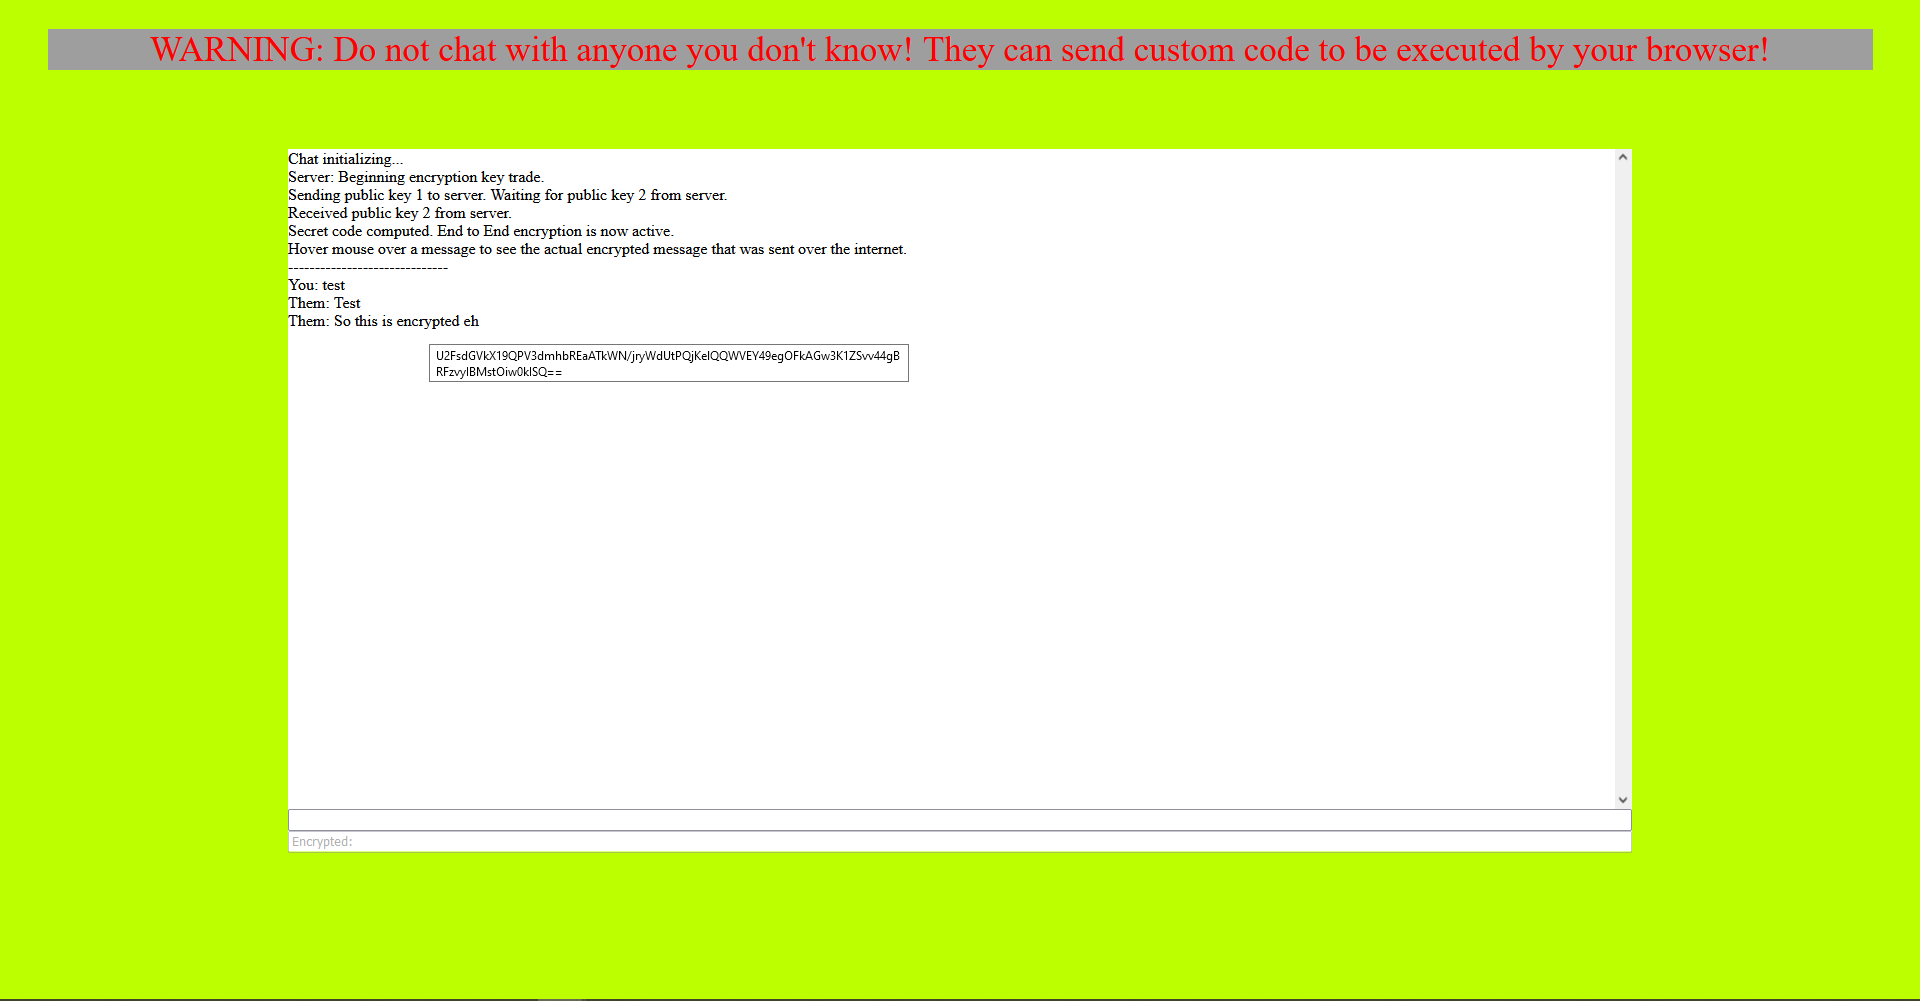 WARNING: Do not chat with anyone you don't know! They can send custom code to be executed by your browser!
Chat initializing...
Server: Beginning encryption key trade.
Sending public key 1 to server. Waiting for public key 2 from server.
Received public key 2 from server.
Secret code computed. End to End encryption is now active.
Hover mouse over a message to see the actual encrypted message that was sent over the internet.
------------------------------
You: test
Them: Test
Them: So this is encrypted eh
U2FsdGVkX19QPV3dmhbREaATkWN/jryWdUtPQjKeIQQWVEY49egOFkAGw3K1ZSvv44gB
RFzvylBMstOiw0kISQ==
Encrypted: